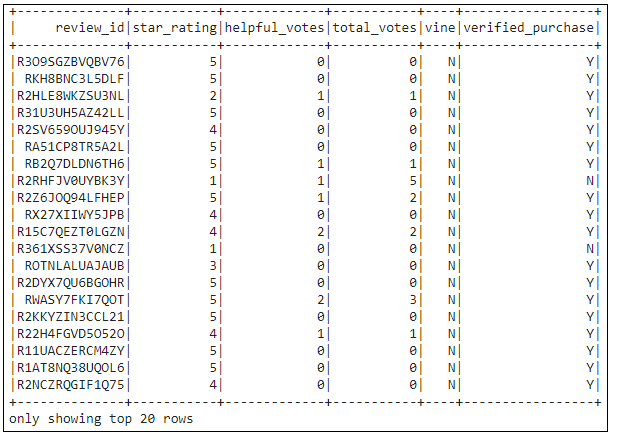 +--------------+-----------+-------------+-----------+----+-----------------+
|     review_id|star_rating|helpful_votes|total_votes|vine|verified_purchase|
+--------------+-----------+-------------+-----------+----+-----------------+
|R3O9SGZBVQBV76|          5|            0|          0|   N|                Y|
| RKH8BNC3L5DLF|          5|            0|          0|   N|                Y|
|R2HLE8WKZSU3NL|          2|            1|          1|   N|                Y|
|R31U3UH5AZ42LL|          5|            0|          0|   N|                Y|
|R2SV659OUJ945Y|          4|            0|          0|   N|                Y|
| RA51CP8TR5A2L|          5|            0|          0|   N|                Y|
| RB2Q7DLDN6TH6|          5|            1|          1|   N|                Y|
|R2RHFJV0UYBK3Y|          1|            1|          5|   N|                N|
|R2Z6JOQ94LFHEP|          5|            1|          2|   N|                Y|
| RX27XIIWY5JPB|          4|            0|          0|   N|                Y|
|R15C7QEZT0LGZN|          4|            2|          2|   N|                Y|
|R361XSS37V0NCZ|          1|            0|          0|   N|                N|
| ROTNLALUAJAUB|          3|            0|          0|   N|                Y|
|R2DYX7QU6BGOHR|          5|            0|          0|   N|                Y|
| RWASY7FKI7QOT|          5|            2|          3|   N|                Y|
|R2KKYZIN3CCL21|          5|            0|          0|   N|                Y|
|R22H4FGVD5O52O|          4|            1|          1|   N|                Y|
|R11UACZERCM4ZY|          5|            0|          0|   N|                Y|
|R1AT8NQ38UQOL6|          5|            0|          0|   N|                Y|
|R2NCZRQGIF1Q75|          4|            0|          0|   N|                Y|
+--------------+-----------+-------------+-----------+----+-----------------+
only showing top 20 rows